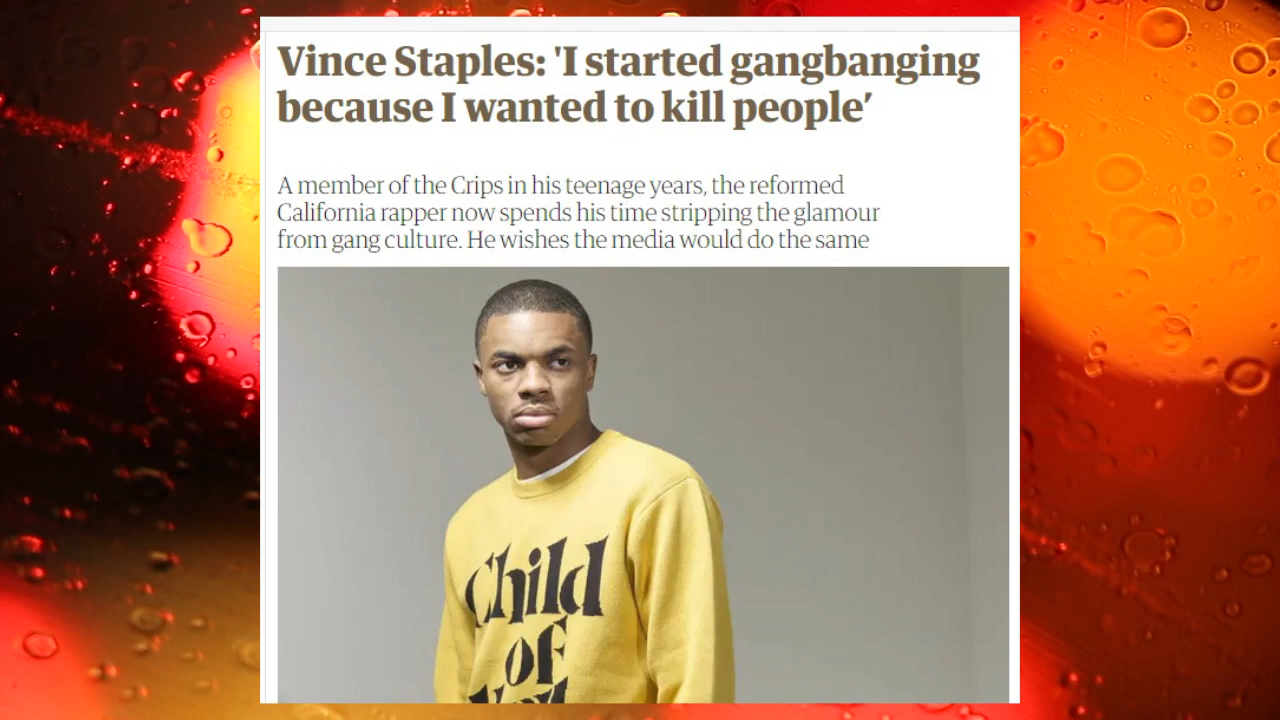 Vince Staples: 'I started gangbanging
because I wanted to kill people’
A member of the Crips in his teenage years, the reformed
California rapper now spends his time stripping the glamour
from gang culture. He wishes the media would do the same
Child
of